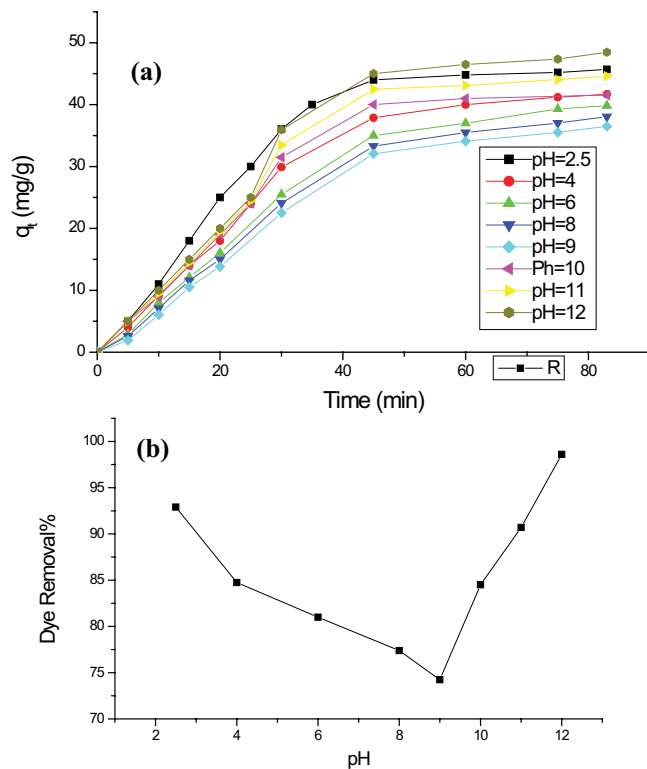 (a)
50
40
30
20
10
0
q_t (mg/g)
0 20 40 60 80
Time (min)
pH=2.5
pH=4
pH=6
pH=8
pH=9
Ph=10
pH=11
pH=12
R
(b)
100
95
90
85
80
75
70
Dye Removal%
2 4 6 8 10 12
pH